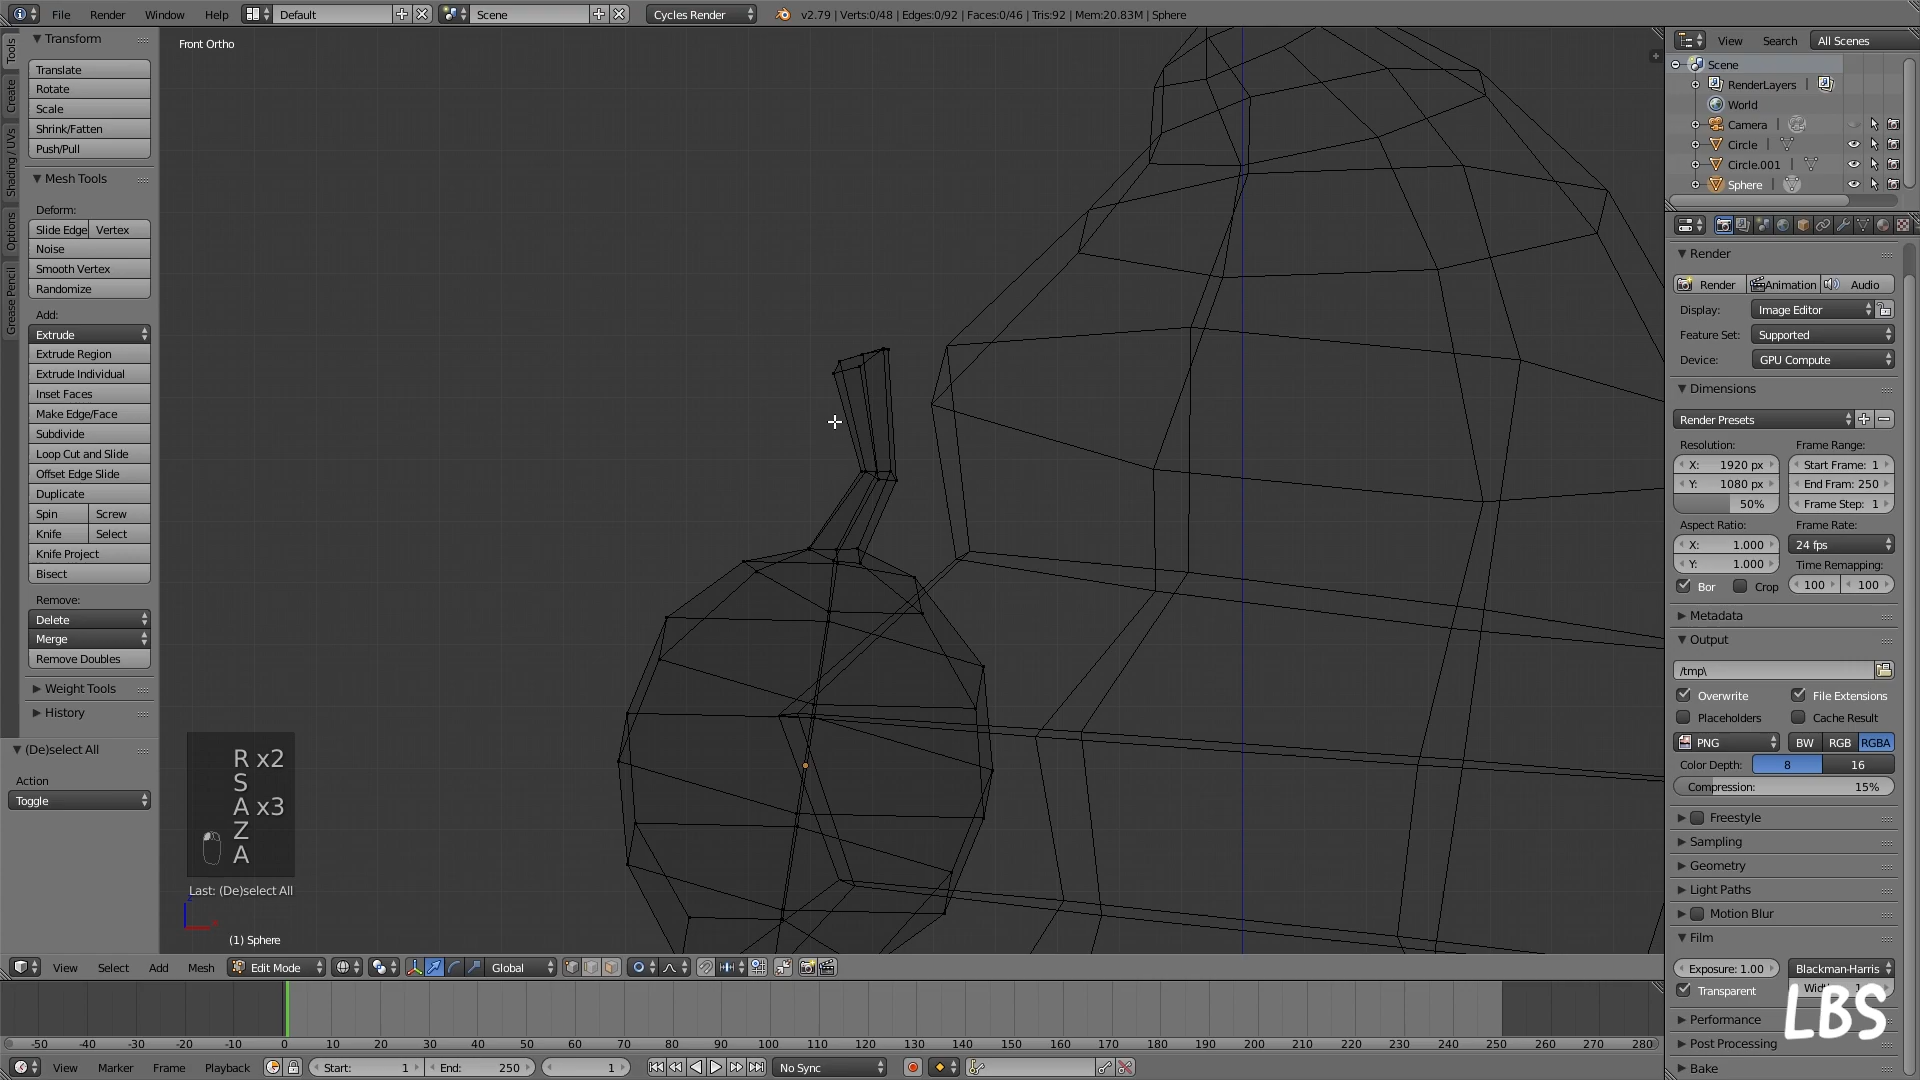 File Render Window Help Default Scene Cycles Render v2.79 | Verts:0/48 | Edges:0/92 | Faces:0/46 | Tris:92 | Mem:20.83M | Sphere
Tools
Create
Shading / UVs
Options
Grease Pencil
Transform
Translate
Rotate
Scale
Shrink/Fatten
Push/Pull
Mesh Tools
Deform:
Slide Edge Vertex
Noise
Smooth Vertex
Randomize
Add:
Extrude
Extrude Region
Extrude Individual
Inset Faces
Make Edge/Face
Subdivide
Loop Cut and Slide
Offset Edge Slide
Duplicate
Spin Screw
Knife Select
Knife Project
Bisect
Remove:
Delete
Merge
Remove Doubles
Weight Tools
History
(De)select All
Action
Toggle
Front Ortho
R x2
S
A x3
Z
A
Last: (De)select All
(1) Sphere
View Select Add Mesh Edit Mode Global
View Search All Scenes
Scene
RenderLayers
World
Camera
Circle
Circle.001
Sphere
Render
Render Animation Audio
Display: Image Editor
Feature Set: Supported
Device: GPU Compute
Dimensions
Render Presets
Resolution: Frame Range:
X: 1920 px Start Frame: 1
Y: 1080 px End Fram: 250
50% Frame Step: 1
Aspect Ratio: Frame Rate:
X: 1.000 24 fps
Y: 1.000 Time Remapping:
Bor Crop 100 100
Metadata
Output
/tmp\
Overwrite File Extensions
Placeholders Cache Result
PNG BW RGB RGBA
Color Depth: 8 16
Compression: 15%
Freestyle
Sampling
Geometry
Light Paths
Motion Blur
Film
Exposure: 1.00 Blackman-Harris
Transparent
LBS
Performance
Post Processing
Bake
-50 -40 -30 -20 -10 0 10 20 30 40 50 60 70 80 90 100 110 120 130 140 150 160 170 180 190 200 210 220 230 240 250 260 270 280
View Marker Frame Playback Start: 1 End: 250 1 No Sync